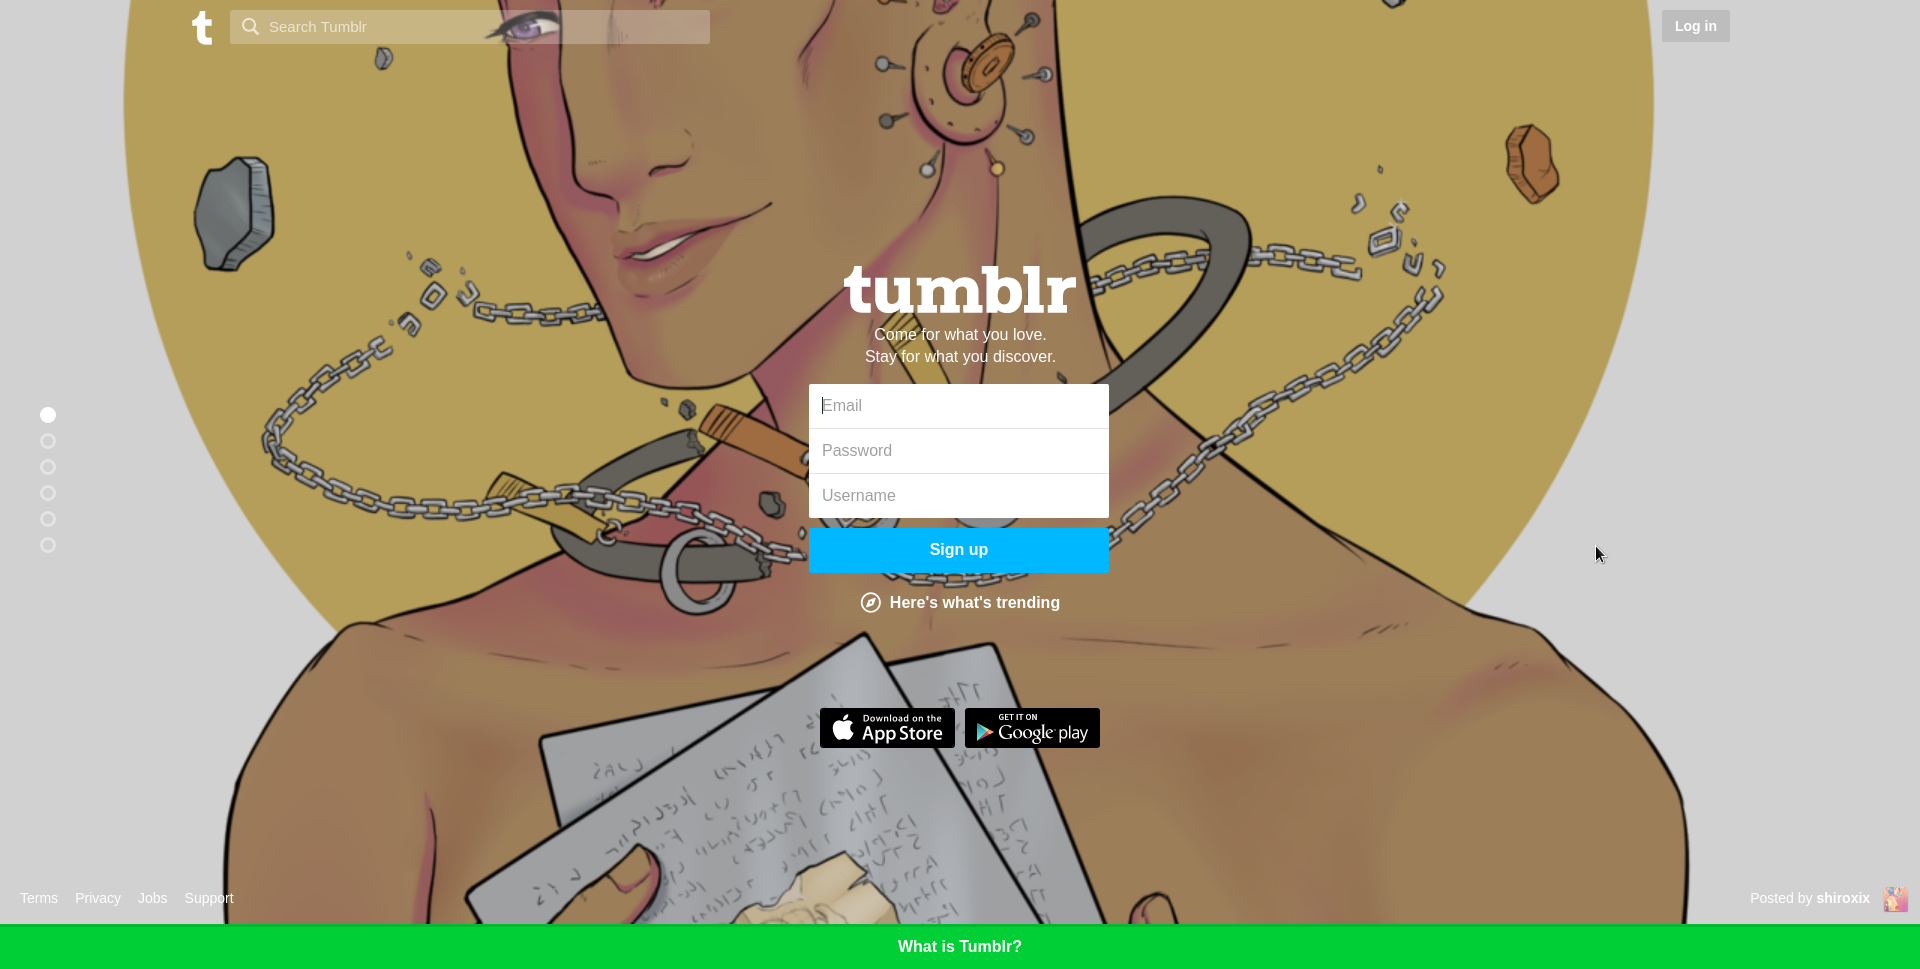 t
Search Tumblr
Log in
tumblr
Come for what you love.
Stay for what you discover.
Email
Password
Username
Sign up
Here's what's trending
Download on the
App Store
GET IT ON
Google play
Terms Privacy Jobs Support
Posted by shiroxix
What is Tumblr?